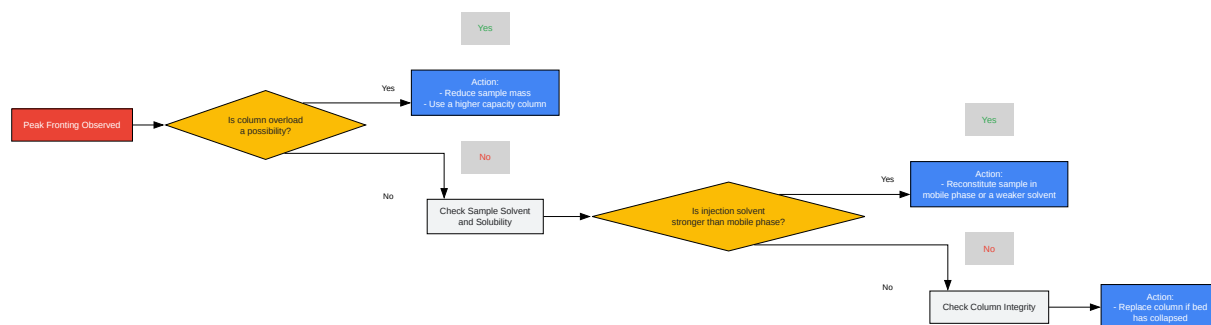 Yes
Action:
- Reduce sample mass
- Use a higher capacity column
Yes
Is column overload
a possibility?
Peak Fronting Observed
No
No
Check Sample Solvent
and Solubility
Yes
Action:
- Reconstitute sample in
mobile phase or a weaker solvent
Yes
Is injection solvent
stronger than mobile phase?
No
No
Check Column Integrity
Action:
- Replace column if bed
has collapsed